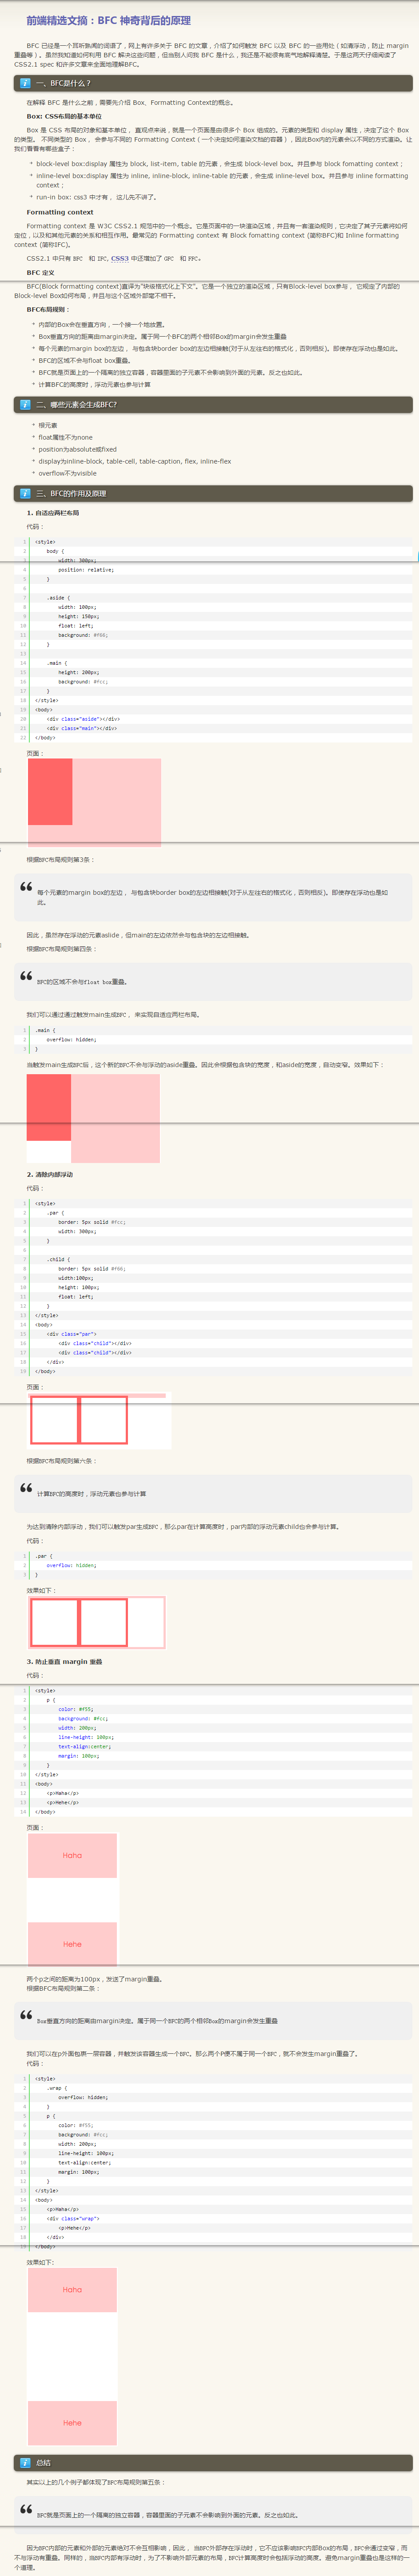 前端精选文摘：BFC 神奇背后的原理
BFC 已经是一个耳听熟闻的词语了，网上有许多关于 BFC 的文章，介绍了如何触发 BFC 以及 BFC 的一些用处（如清浮动，防止 margin
重叠等）。虽然我知道如何利用 BFC 解决这些问题，但当别人问我 BFC 是什么，我还是不能很有底气地解释清楚。于是这两天仔细阅读了
CSS2.1 spec 和许多文章来全面地理解BFC。
一、BFC是什么？
在解释 BFC 是什么之前，需要先介绍 Box、Formatting Context的概念。
Box: CSS布局的基本单位
Box 是 CSS 布局的对象和基本单位， 直观点来说，就是一个页面是由很多个 Box 组成的。元素的类型和 display 属性，决定了这个 Box
的类型。 不同类型的 Box， 会参与不同的 Formatting Context（一个决定如何渲染文档的容器），因此Box内的元素会以不同的方式渲染。让
我们看看有哪些盒子：
block-level box:display 属性为 block, list-item, table 的元素，会生成 block-level box。并且参与 block fomatting context；
inline-level box:display 属性为 inline, inline-block, inline-table 的元素，会生成 inline-level box。并且参与 inline formatting
context；
run-in box: css3 中才有， 这儿先不讲了。
Formatting context
Formatting context 是 W3C CSS2.1 规范中的一个概念。它是页面中的一块渲染区域，并且有一套渲染规则，它决定了其子元素将如何
定位，以及和其他元素的关系和相互作用。最常见的 Formatting context 有 Block fomatting context (简称BFC)和 Inline formatting
context (简称IFC)。
CSS2.1 中只有 BFC 和 IFC, CSS3 中还增加了 GFC 和 FFC。
BFC 定义
BFC(Block formatting context)直译为"块级格式化上下文"。它是一个独立的渲染区域，只有Block-level box参与， 它规定了内部的
Block-level Box如何布局，并且与这个区域外部毫不相干。
BFC布局规则：
内部的Box会在垂直方向，一个接一个地放置。
Box垂直方向的距离由margin决定。属于同一个BFC的两个相邻Box的margin会发生重叠
每个元素的margin box的左边， 与包含块border box的左边相接触(对于从左往右的格式化，否则相反)。即使存在浮动也是如此。
BFC的区域不会与float box重叠。
BFC就是页面上的一个隔离的独立容器，容器里面的子元素不会影响到外面的元素。反之也如此。
计算BFC的高度时，浮动元素也参与计算
二、哪些元素会生成BFC?
根元素
float属性不为none
position为absolute或fixed
display为inline-block, table-cell, table-caption, flex, inline-flex
overflow不为visible
三、BFC的作用及原理
1. 自适应两栏布局
代码：
1 <style>
2 body {
3 width: 300px;
4 position: relative;
5 }
6
7 .aside {
8 width: 100px;
9 height: 150px;
10 float: left;
11 background: #f66;
12 }
13
14 .main {
15 height: 200px;
16 background: #fcc;
17 }
18 </style>
19 <body>
20 <div class="aside"></div>
21 <div class="main"></div>
22 </body>
页面：
根据BFC布局规则第3条：
每个元素的margin box的左边， 与包含块border box的左边相接触(对于从左往右的格式化，否则相反)。即使存在浮动也是如
此。
因此，虽然存在浮动的元素aslide，但main的左边依然会与包含块的左边相接触。
根据BFC布局规则第四条：
BFC的区域不会与float box重叠。
我们可以通过通过触发main生成BFC， 来实现自适应两栏布局。
1 .main {
2 overflow: hidden;
3 }
当触发main生成BFC后，这个新的BFC不会与浮动的aside重叠。因此会根据包含块的宽度，和aside的宽度，自动变窄。效果如下：
2. 清除内部浮动
代码：
1 <style>
2 .par {
3 border: 5px solid #fcc;
4 width: 300px;
5 }
6
7 .child {
8 border: 5px solid #f66;
9 width:100px;
10 height: 100px;
11 float: left;
12 }
13 </style>
14 <body>
15 <div class="par">
16 <div class="child"></div>
17 <div class="child"></div>
18 </div>
19 </body>
页面：
根据BFC布局规则第六条：
计算BFC的高度时，浮动元素也参与计算
为达到清除内部浮动，我们可以触发par生成BFC，那么par在计算高度时，par内部的浮动元素child也会参与计算。
代码：
1 .par {
2 overflow: hidden;
3 }
效果如下：
3. 防止垂直 margin 重叠
代码：
1 <style>
2 p {
3 color: #f55;
4 background: #fcc;
5 width: 200px;
6 line-height: 100px;
7 text-align:center;
8 margin: 100px;
9 }
10 </style>
11 <body>
12 <p>Haha</p>
13 <p>Hehe</p>
14 </body>
页面：
Haha
Hehe
两个p之间的距离为100px，发送了margin重叠。
根据BFC布局规则第二条：
Box垂直方向的距离由margin决定。属于同一个BFC的两个相邻Box的margin会发生重叠
我们可以在p外面包裹一层容器，并触发该容器生成一个BFC。那么两个P便不属于同一个BFC，就不会发生margin重叠了。
代码：
1 <style>
2 .wrap {
3 overflow: hidden;
4 }
5 p {
6 color: #f55;
7 background: #fcc;
8 width: 200px;
9 line-height: 100px;
10 text-align:center;
11 margin: 100px;
12 }
13 </style>
14 <body>
15 <p>Haha</p>
16 <div class="wrap">
17 <p>Hehe</p>
18 </div>
19 </body>
效果如下:
Haha
Hehe
总结
其实以上的几个例子都体现了BFC布局规则第五条：
BFC就是页面上的一个隔离的独立容器，容器里面的子元素不会影响到外面的元素。反之也如此。
因为BFC内部的元素和外部的元素绝对不会互相影响，因此， 当BFC外部存在浮动时，它不应该影响BFC内部Box的布局，BFC会通过变窄，而
不与浮动有重叠。同样的，当BFC内部有浮动时，为了不影响外部元素的布局，BFC计算高度时会包括浮动的高度。避免margin重叠也是这样的一
个道理。